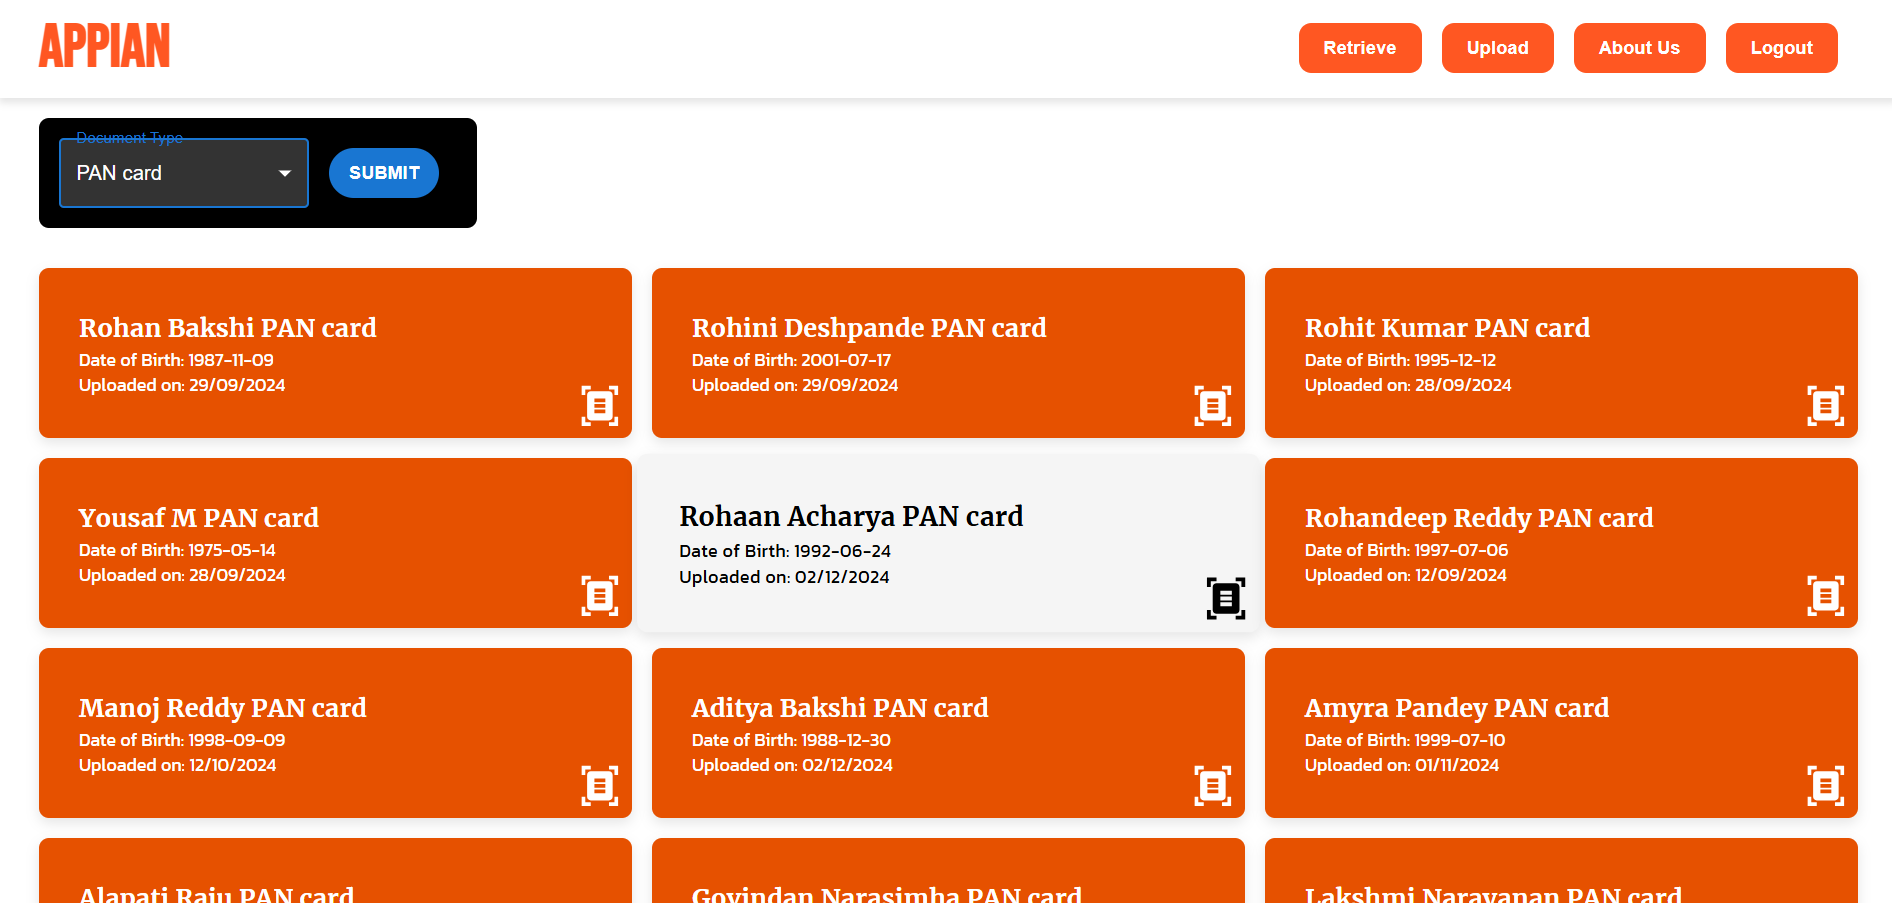 APPIAN
Retrieve
Upload
About Us
Logout
Document Type
PAN card
SUBMIT
Rohan Bakshi PAN card
Date of Birth: 1987-11-09
Uploaded on: 29/09/2024
Rohini Deshpande PAN card
Date of Birth: 2001-07-17
Uploaded on: 29/09/2024
Rohit Kumar PAN card
Date of Birth: 1995-12-12
Uploaded on: 28/09/2024
Yousaf M PAN card
Date of Birth: 1975-05-14
Uploaded on: 28/09/2024
Rohaan Acharya PAN card
Date of Birth: 1992-06-24
Uploaded on: 02/12/2024
Rohandeep Reddy PAN card
Date of Birth: 1997-07-06
Uploaded on: 12/09/2024
Manoj Reddy PAN card
Date of Birth: 1998-09-09
Uploaded on: 12/10/2024
Aditya Bakshi PAN card
Date of Birth: 1988-12-30
Uploaded on: 02/12/2024
Amyra Pandey PAN card
Date of Birth: 1999-07-10
Uploaded on: 01/11/2024
Alapati Raju PAN card
Govindan Narasimha PAN card
Lakshmi Narayanan PAN card